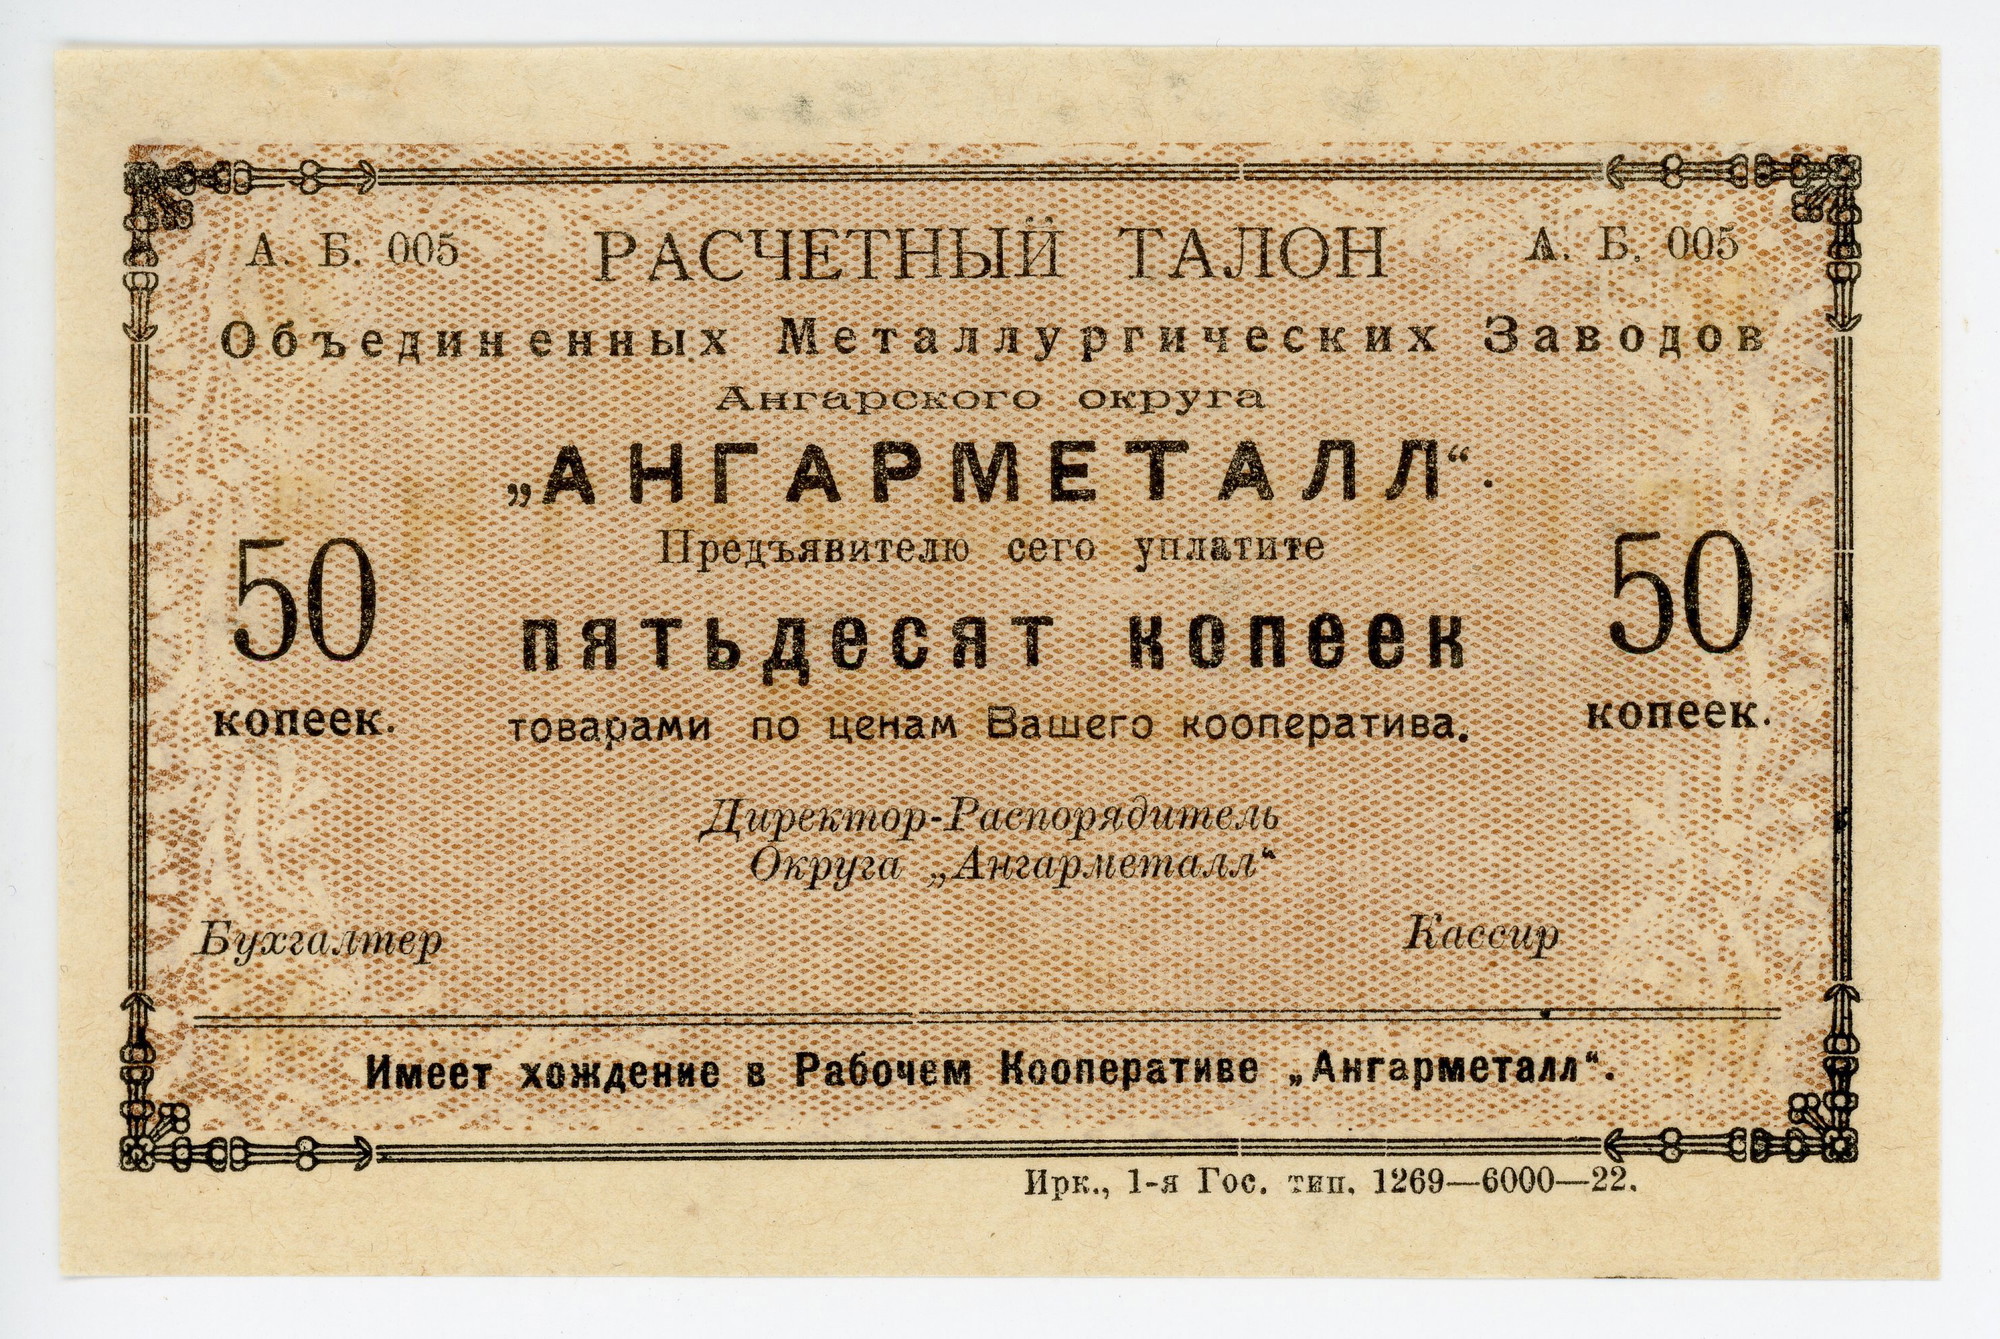 А. Б. 005 РАСЧЕТНЫЙ ТАЛОН А. Б. 005
Объединенных Металлургических Заводов
Ангарского округа
„АНГАРМЕТАЛЛ“.
Предъявителю сего уплатите
50 пятьдесят копеек 50
копеек. товарами по ценам Вашего кооператива. копеек.
Директор-Распорядитель
Округа „Ангарметалл“
Бухгалтер Кассир
Имеет хождение в Рабочем Кооперативе „Ангарметалл“.
Ирк., 1-я Гос. тип. 1269—6000—22.